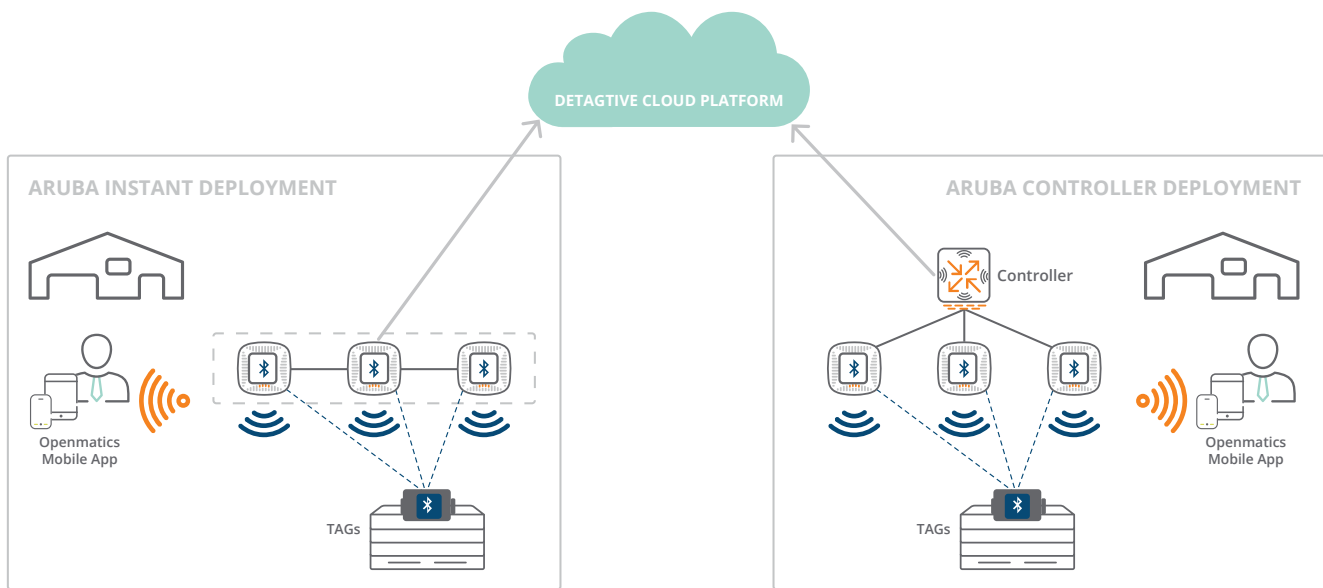 DETAGTIVE CLOUD PLATFORM
ARUBA INSTANT DEPLOYMENT
Openmatics
Mobile App
TAGs
ARUBA CONTROLLER DEPLOYMENT
Controller
Openmatics
Mobile App
TAGs